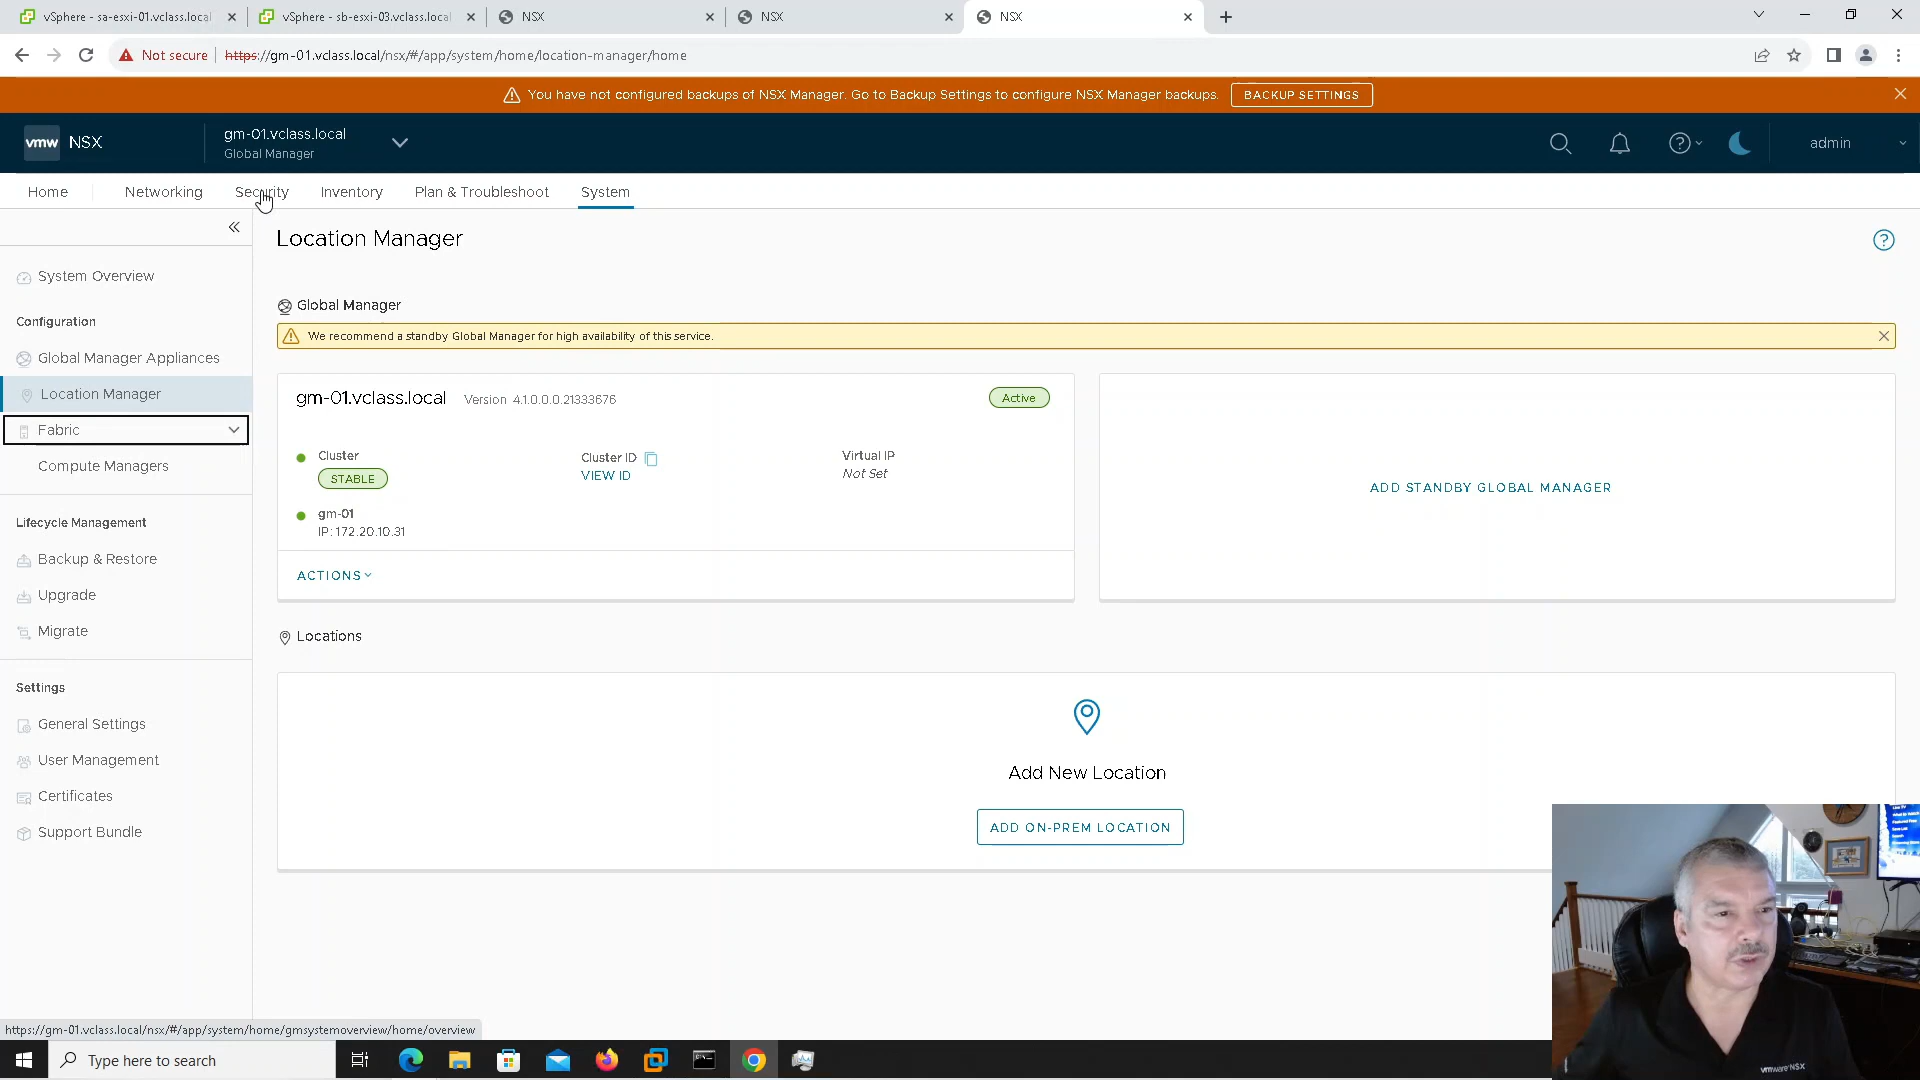 vSphere - sa-esxi-01.vclass.local
vSphere - sb-esxi-03.vclass.local
NSX
NSX
NSX
Not secure
https://gm-01.vclass.local/nsx/#/app/system/home/location-manager/home
You have not configured backups of NSX Manager. Go to Backup Settings to configure NSX Manager backups.
BACKUP SETTINGS
vmw NSX
gm-01.vclass.local
Global Manager
admin
Home
Networking
Security
Inventory
Plan & Troubleshoot
System
System Overview
Configuration
Global Manager Appliances
Location Manager
Fabric
Compute Managers
Lifecycle Management
Backup & Restore
Upgrade
Migrate
Settings
General Settings
User Management
Certificates
Support Bundle
Location Manager
Global Manager
We recommend a standby Global Manager for high availability of this service.
gm-01.vclass.local Version 4.1.0.0.0.21333676
Active
Cluster
STABLE
Cluster ID
VIEW ID
Virtual IP
Not Set
gm-01
IP: 172.20.10.31
ACTIONS
ADD STANDBY GLOBAL MANAGER
Locations
Add New Location
ADD ON-PREM LOCATION
https://gm-01.vclass.local/nsx/#/app/system/home/gmsystemoverview/home/overview
Type here to search
vmware NSX